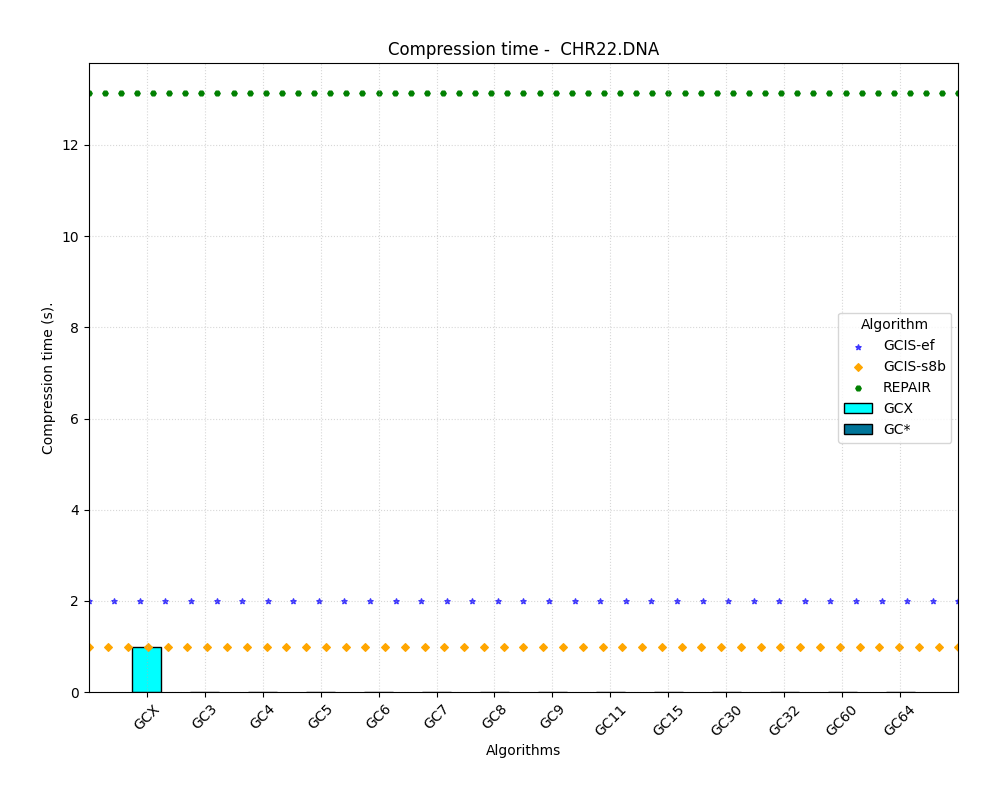 Compression time -  CHR22.DNA
12
10
8
6
4
2
0
Compression time (s).
Algorithm
GCIS-ef
GCIS-s8b
REPAIR
GCX
GC*
GCX
GC3
GC4
GC5
GC6
GC7
GC8
GC9
GC11
GC15
GC30
GC32
GC60
GC64
Algorithms